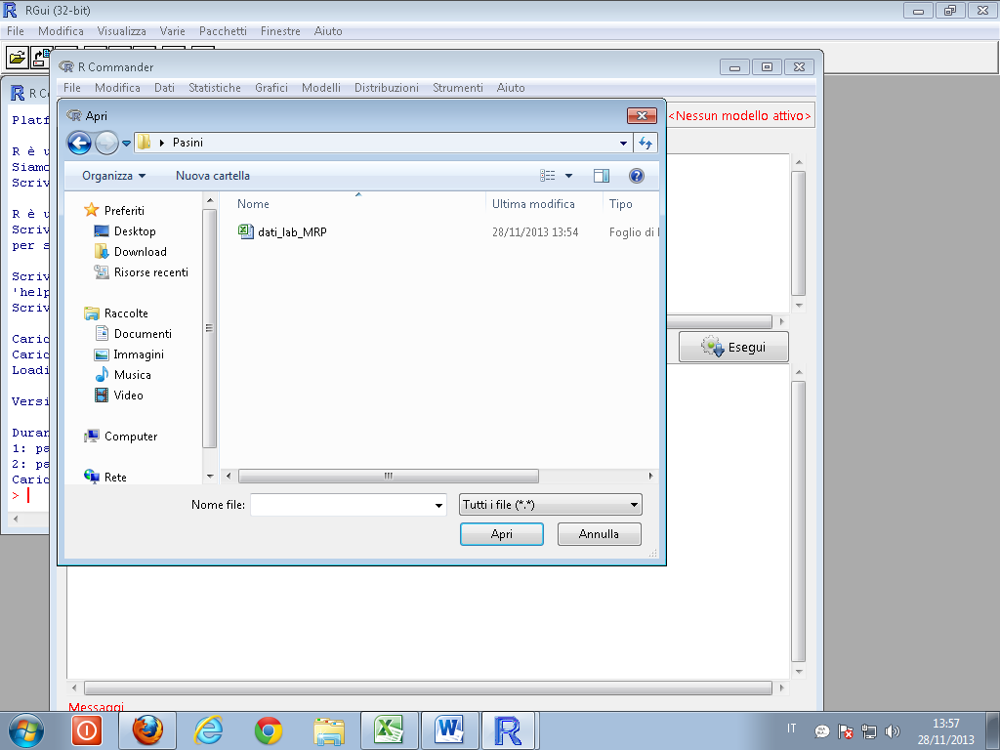 RGui (32-bit)
File Modifica Visualizza Varie Pacchetti Finestre Aiuto
R Commander
File Modifica Dati Statistiche Grafici Modelli Distribuzioni Strumenti Aiuto
Apri
<Nessun modello attivo>
Pasini
Organizza Nuova cartella
Nome Ultima modifica Tipo
dati_lab_MRP 28/11/2013 13:54 Foglio di
Preferiti
Desktop
Download
Risorse recenti
Raccolte
Documenti
Immagini
Musica
Video
Computer
Rete
Nome file: Tutti i file (*.*)
Apri Annulla
Esegui
R C
Platf
R è u
Siamo
Scriv
R è u
Scriv
per s
Scriv
'help
Scriv
Caric
Caric
Loadi
Versi
Duran
1: pa
2: pa
Caric
>
Messaggi
IT
13:57
28/11/2013